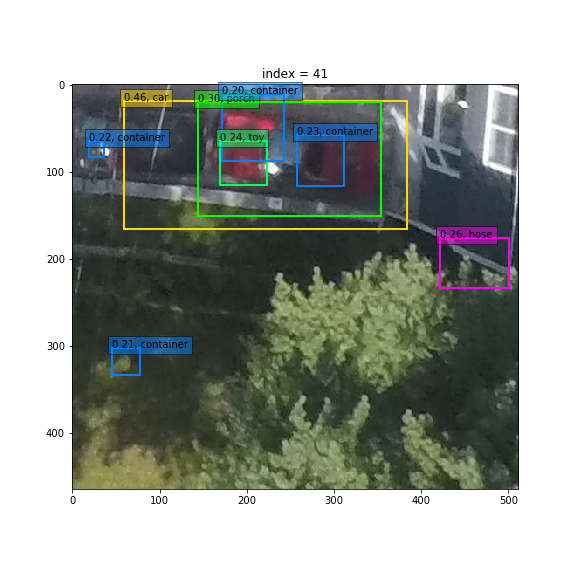 index = 41
0.20, container
0.46, car
0.30, porch
0.22, container
0.24, toy
0.23, container
0.26, hose
0.21, container
0
100
200
300
400
0 100 200 300 400 500